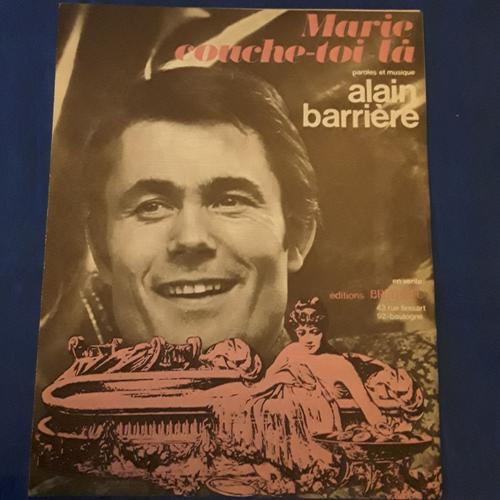 Marie
couche-toi là
paroles et musique
alain
barrière
en vente :
éditions
92-boulogne